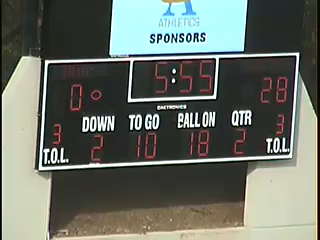 ATHLETICS
SPONSORS
5:55
0 28
DAKTRONICS
DOWN TO GO BALL ON QTR
3 3
T.O.L. 2 10 18 2 T.O.L.